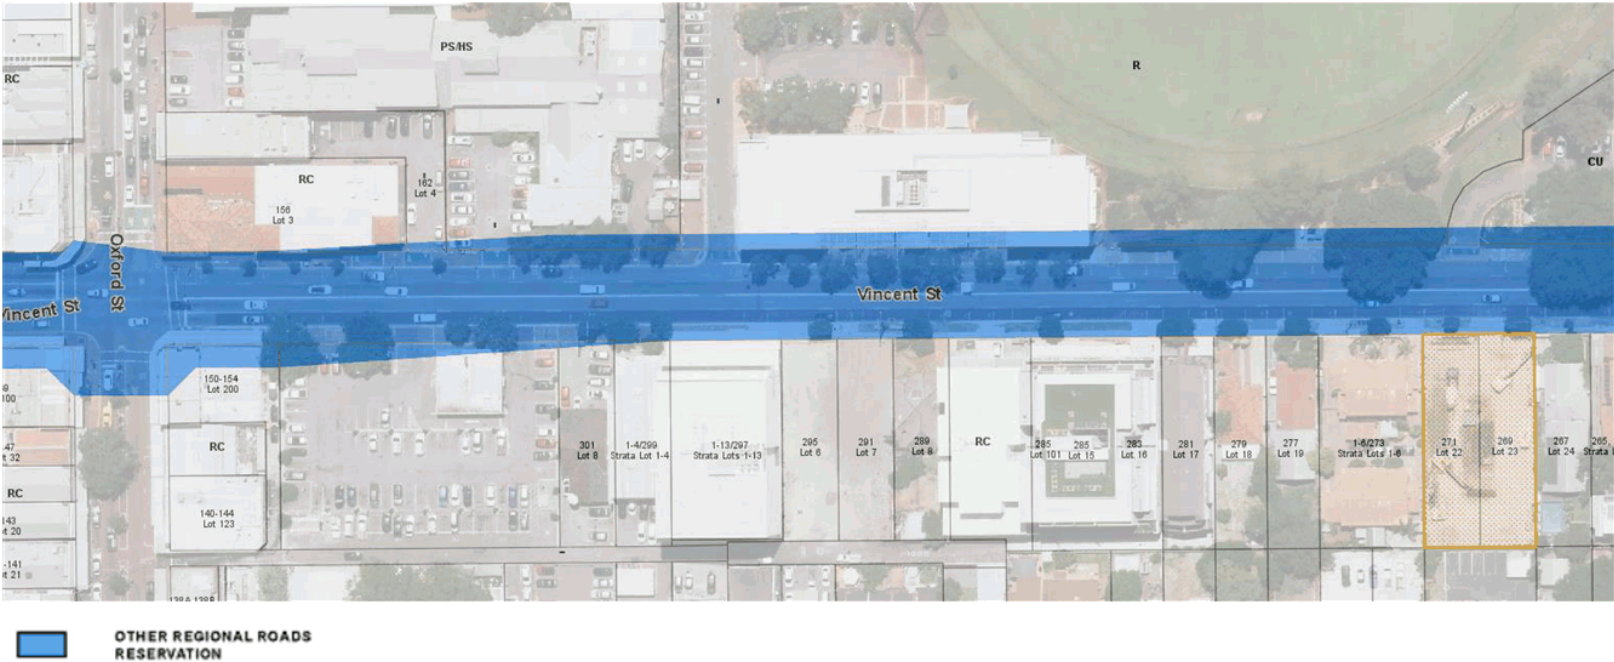 PS/HS
R
RC
CU
RC
162
Lot 4
156
Lot 3
Oxford St
Vincent St
Vincent St
150-154
Lot 200
RC
140-144
Lot 123
RC
301
Lot 8
1-4/299
Strata Lot 1-4
1-13/297
Strata Lots 1-13
295
Lot 6
291
Lot 7
289
Lot 8
RC
285
Lot 101
285
Lot 15
283
Lot 16
281
Lot 17
279
Lot 18
277
Lot 19
1-6/273
Strata Lots 1-6
271
Lot 22
269
Lot 23
267
Lot 24
265,
Strata
138A 138B
OTHER REGIONAL ROADS
RESERVATION